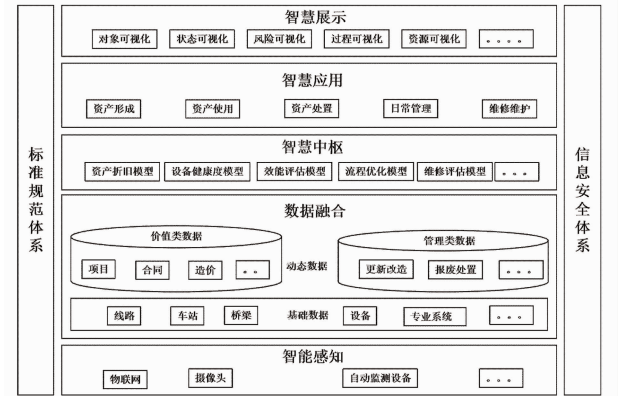 标准规范体系
智慧展示
对象可视化 状态可视化 风险可视化 过程可视化 资源可视化 。。。。
智慧应用
资产形成 资产使用 资产处置 日常管理 维修维护
智慧中枢
资产折旧模型 设备健康度模型 效能评估模型 流程优化模型 维修评估模型 。。。
数据融合
价值类数据 管理类数据
项目 合同 造价 。。 动态数据 更新改造 报废处置 。。。
线路 车站 桥梁 基础数据 设备 专业系统 。。。
智能感知
物联网 摄像头 自动监测设备 。。。
信息安全体系